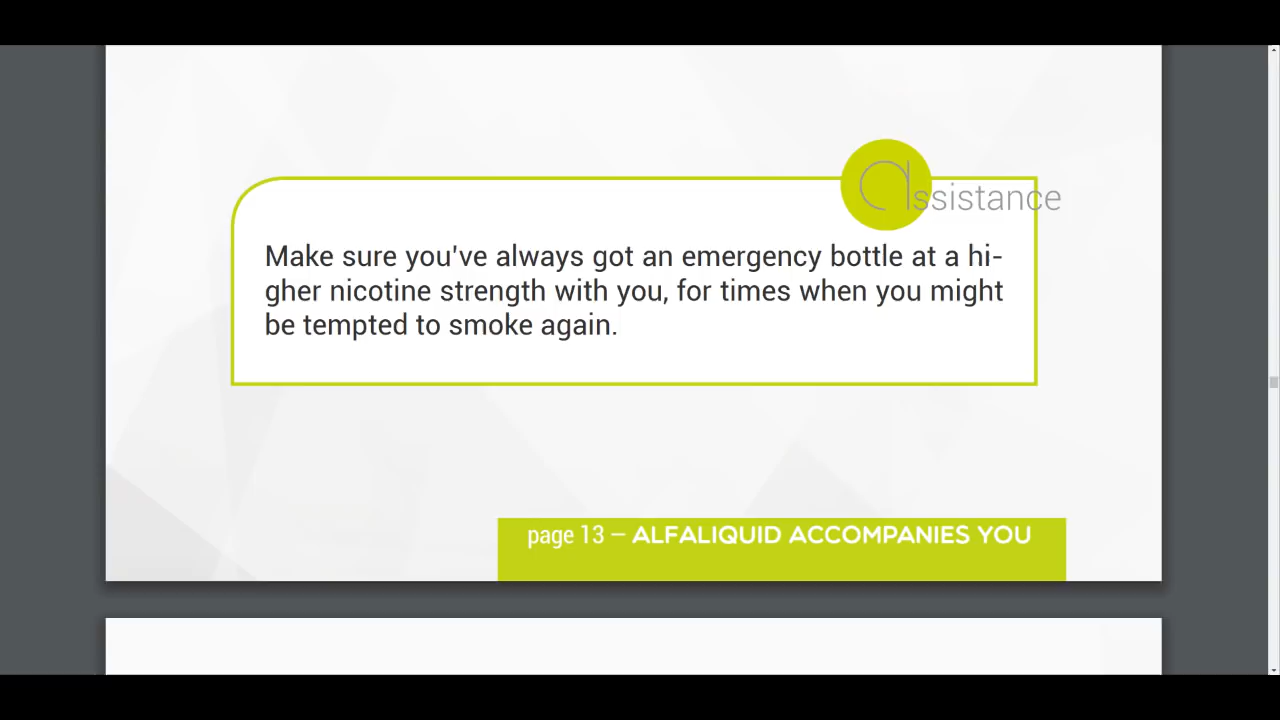 assistance
Make sure you've always got an emergency bottle at a hi-
gher nicotine strength with you, for times when you might
be tempted to smoke again.
page 13 – ALFALIQUID ACCOMPANIES YOU